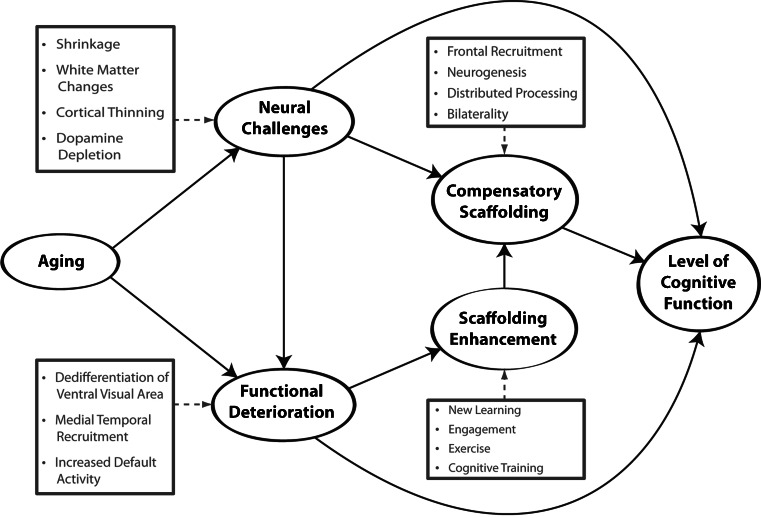 • Shrinkage
• White Matter
Changes
• Cortical Thinning
• Dopamine
Depletion
Neural
Challenges
• Frontal Recruitment
• Neurogenesis
• Distributed Processing
• Bilaterality
Compensatory
Scaffolding
Aging
Level of
Cognitive
Function
Scaffolding
Enhancement
• Dedifferentiation of
Ventral Visual Area
• Medial Temporal
Recruitment
• Increased Default
Activity
Functional
Deterioration
• New Learning
• Engagement
• Exercise
• Cognitive Training